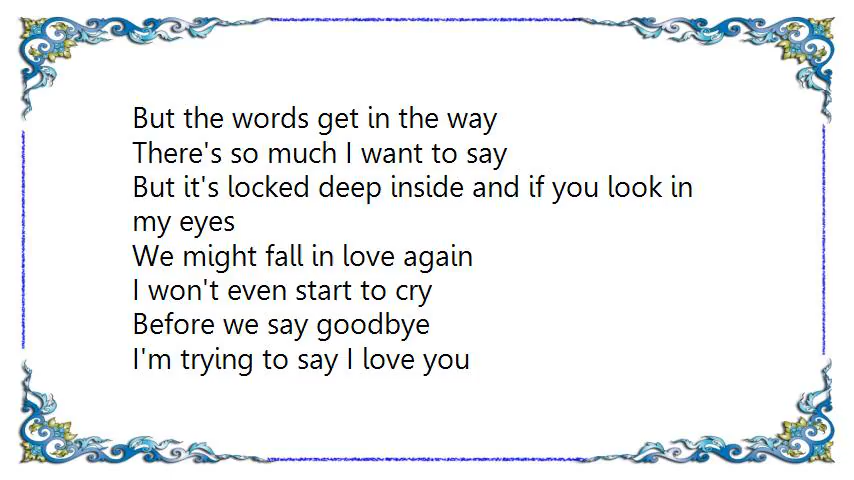 But the words get in the way
There's so much I want to say
But it's locked deep inside and if you look in
my eyes
We might fall in love again
I won't even start to cry
Before we say goodbye
I'm trying to say I love you